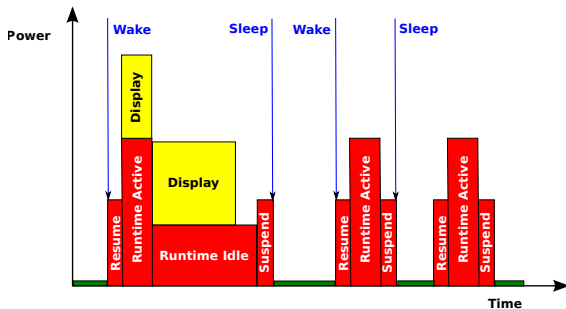 Power
Wake
Sleep
Wake
Sleep
Display
Display
Resume
Runtime Active
Runtime Idle
Suspend
Resume
Runtime Active
Suspend
Resume
Runtime Active
Suspend
Time